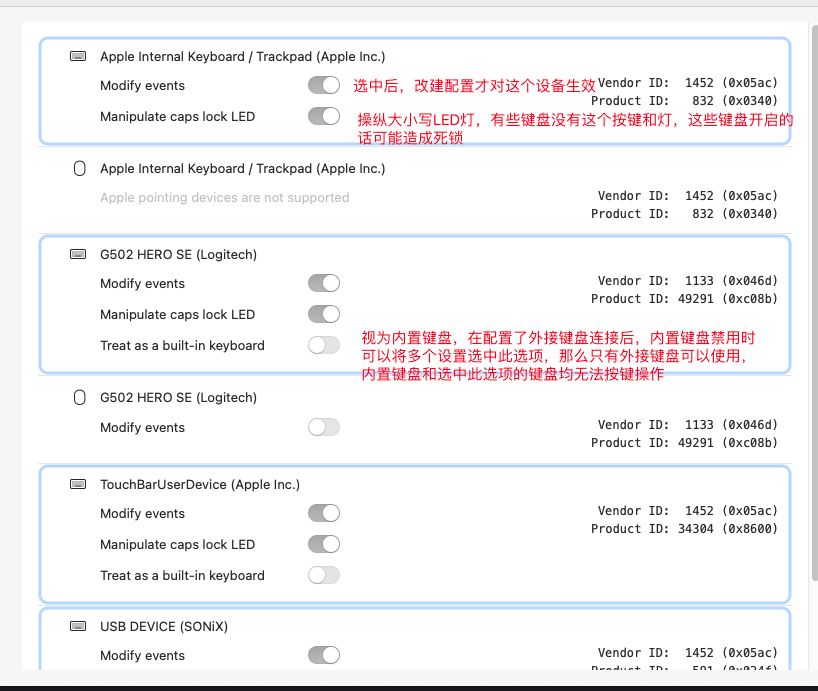 Apple Internal Keyboard / Trackpad (Apple Inc.)
Modify events
选中后，改建配置才对这个设备生效
Vendor ID: 1452 (0x05ac)
Product ID: 832 (0x0340)
Manipulate caps lock LED
操纵大小写LED灯，有些键盘没有这个按键和灯，这些键盘开启的
话可能造成死锁
Apple Internal Keyboard / Trackpad (Apple Inc.)
Apple pointing devices are not supported
Vendor ID: 1452 (0x05ac)
Product ID: 832 (0x0340)
G502 HERO SE (Logitech)
Modify events
Vendor ID: 1133 (0x046d)
Product ID: 49291 (0xc08b)
Manipulate caps lock LED
Treat as a built-in keyboard
视为内置键盘，在配置了外接键盘连接后，内置键盘禁用时
可以将多个设置选中此选项，那么只有外接键盘可以使用，
内置键盘和选中此选项的键盘均无法按键操作
G502 HERO SE (Logitech)
Modify events
Vendor ID: 1133 (0x046d)
Product ID: 49291 (0xc08b)
TouchBarUserDevice (Apple Inc.)
Modify events
Vendor ID: 1452 (0x05ac)
Product ID: 34304 (0x8600)
Manipulate caps lock LED
Treat as a built-in keyboard
USB DEVICE (SONiX)
Modify events
Vendor ID: 1452 (0x05ac)
Product ID: 591 (0x024f)